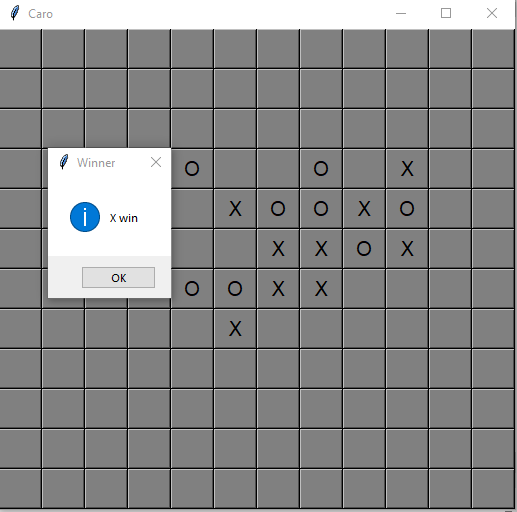 Caro
O O X
Winner
X O O X O
X win
X X O X
OK
O O X X
X